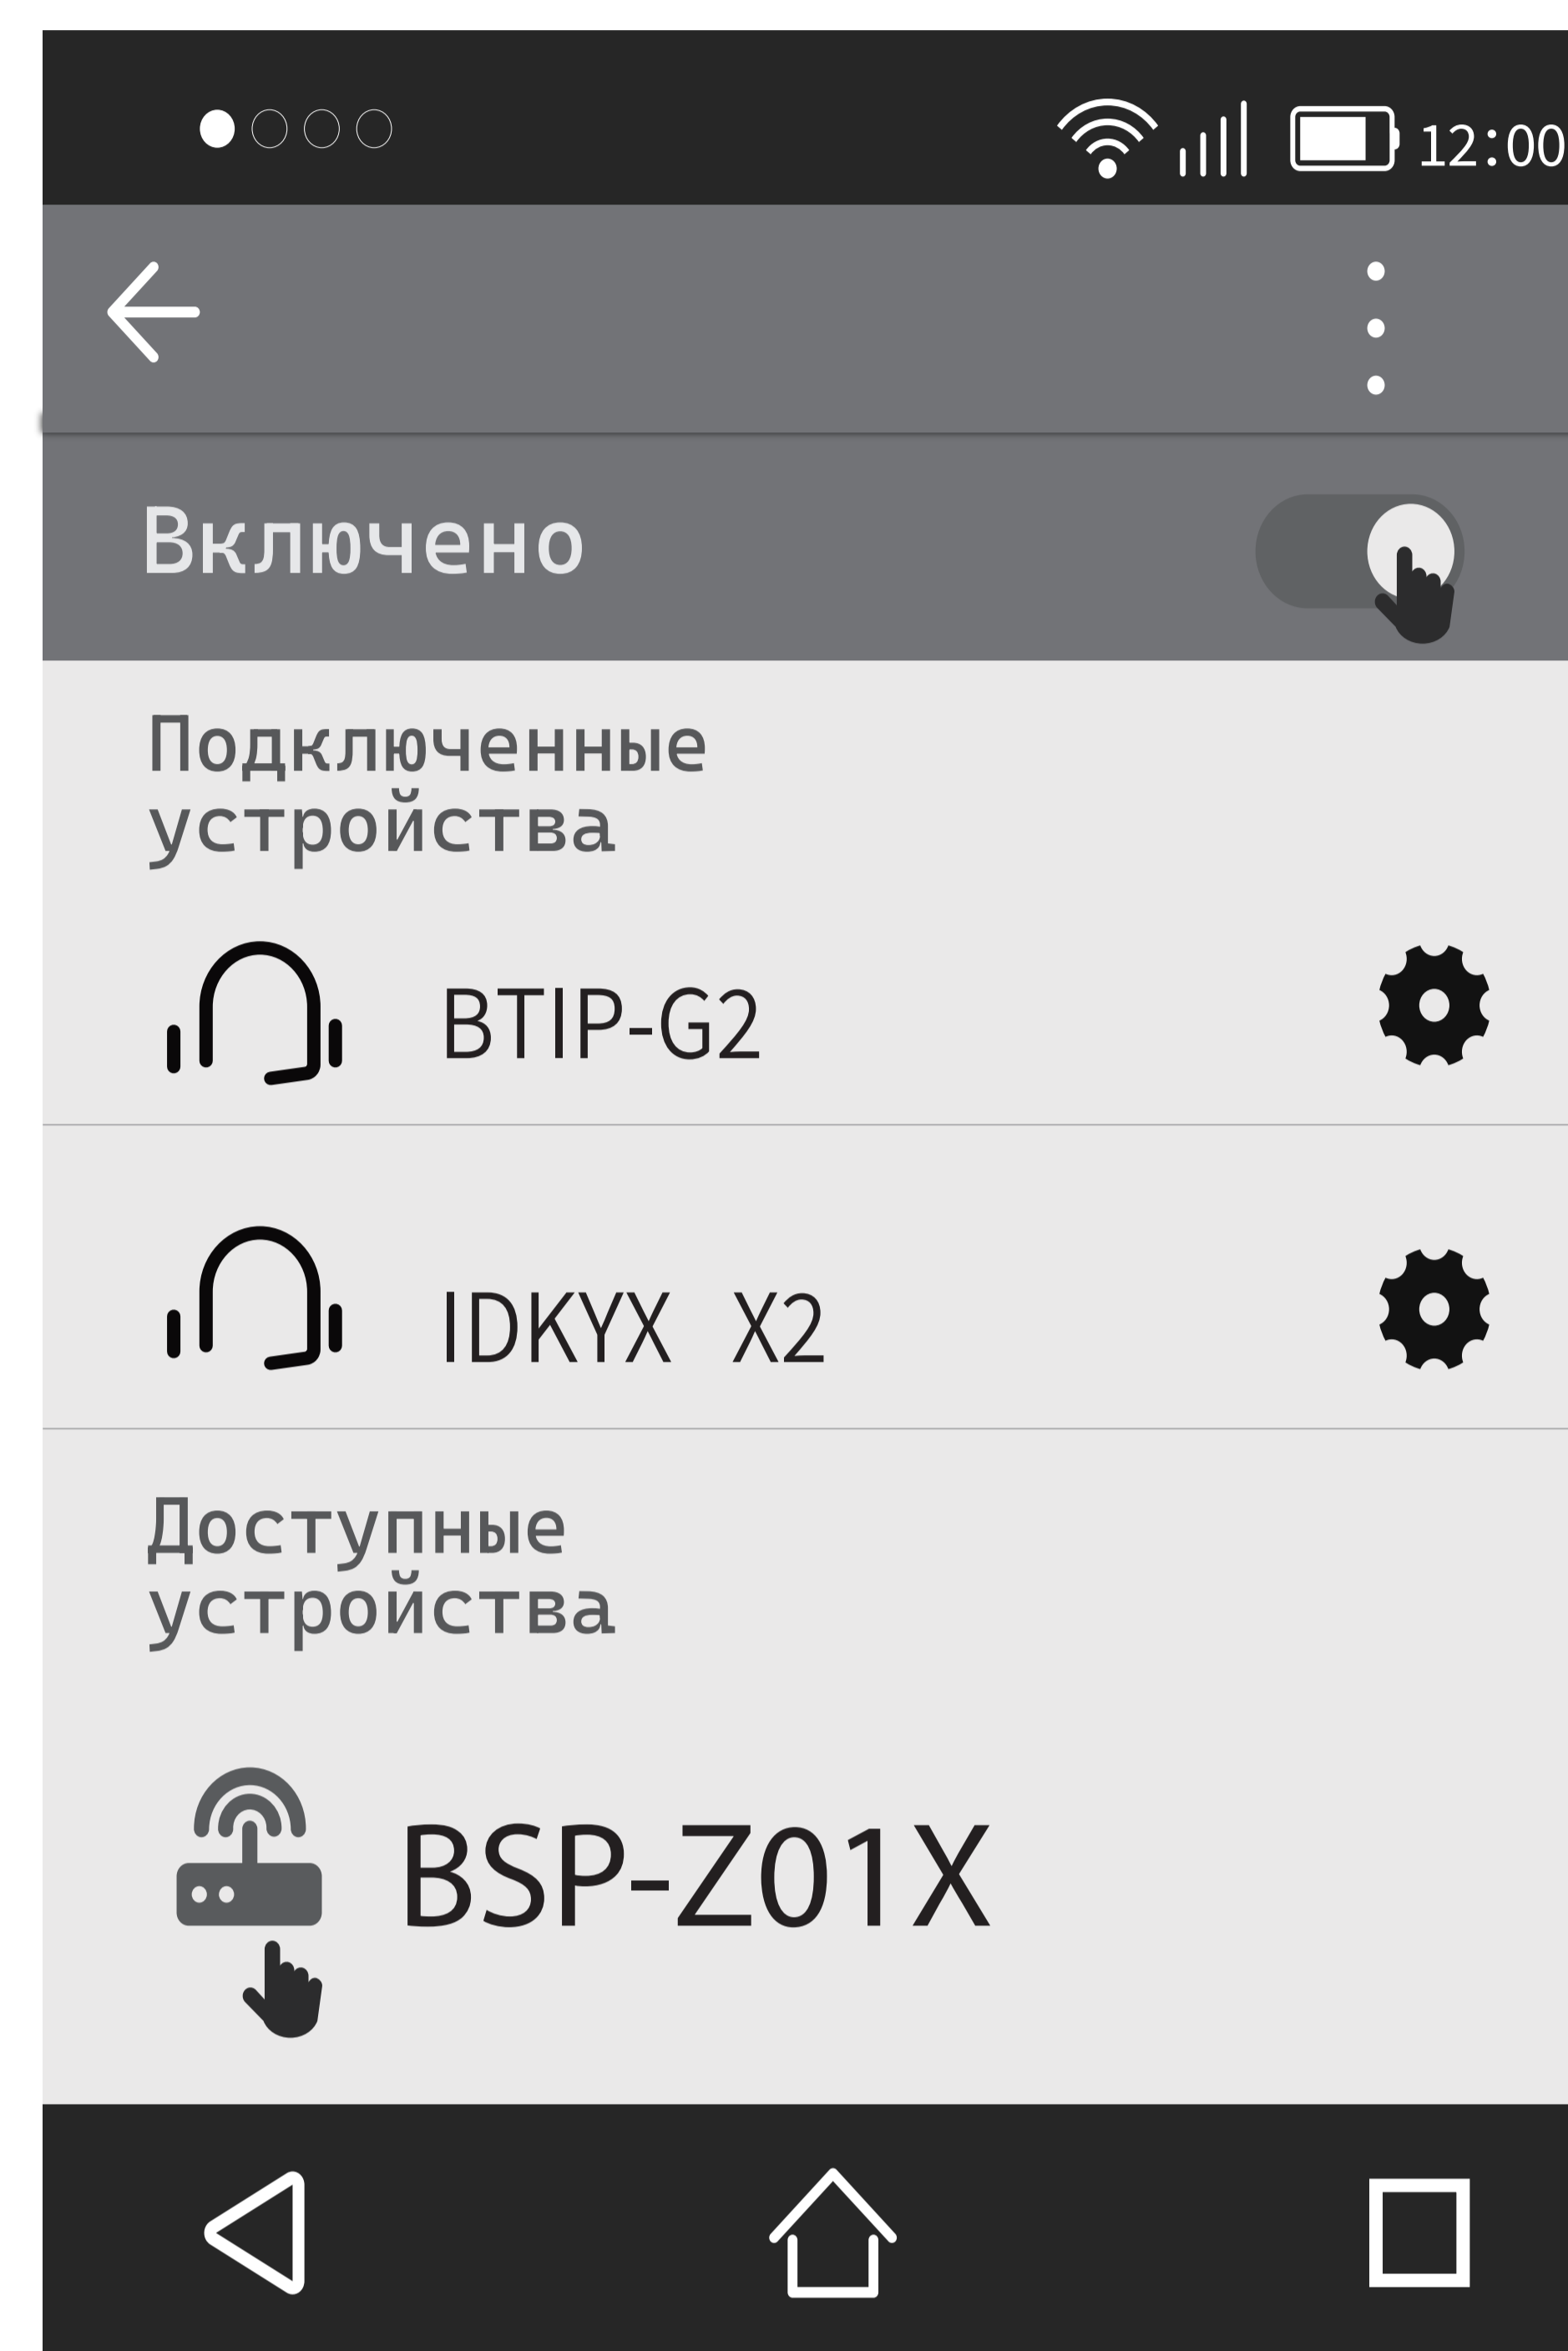 12:00
Включено
Подключенные
устройства
BTIP-G2
IDKYX X2
Доступные
устройства
BSP-Z01X